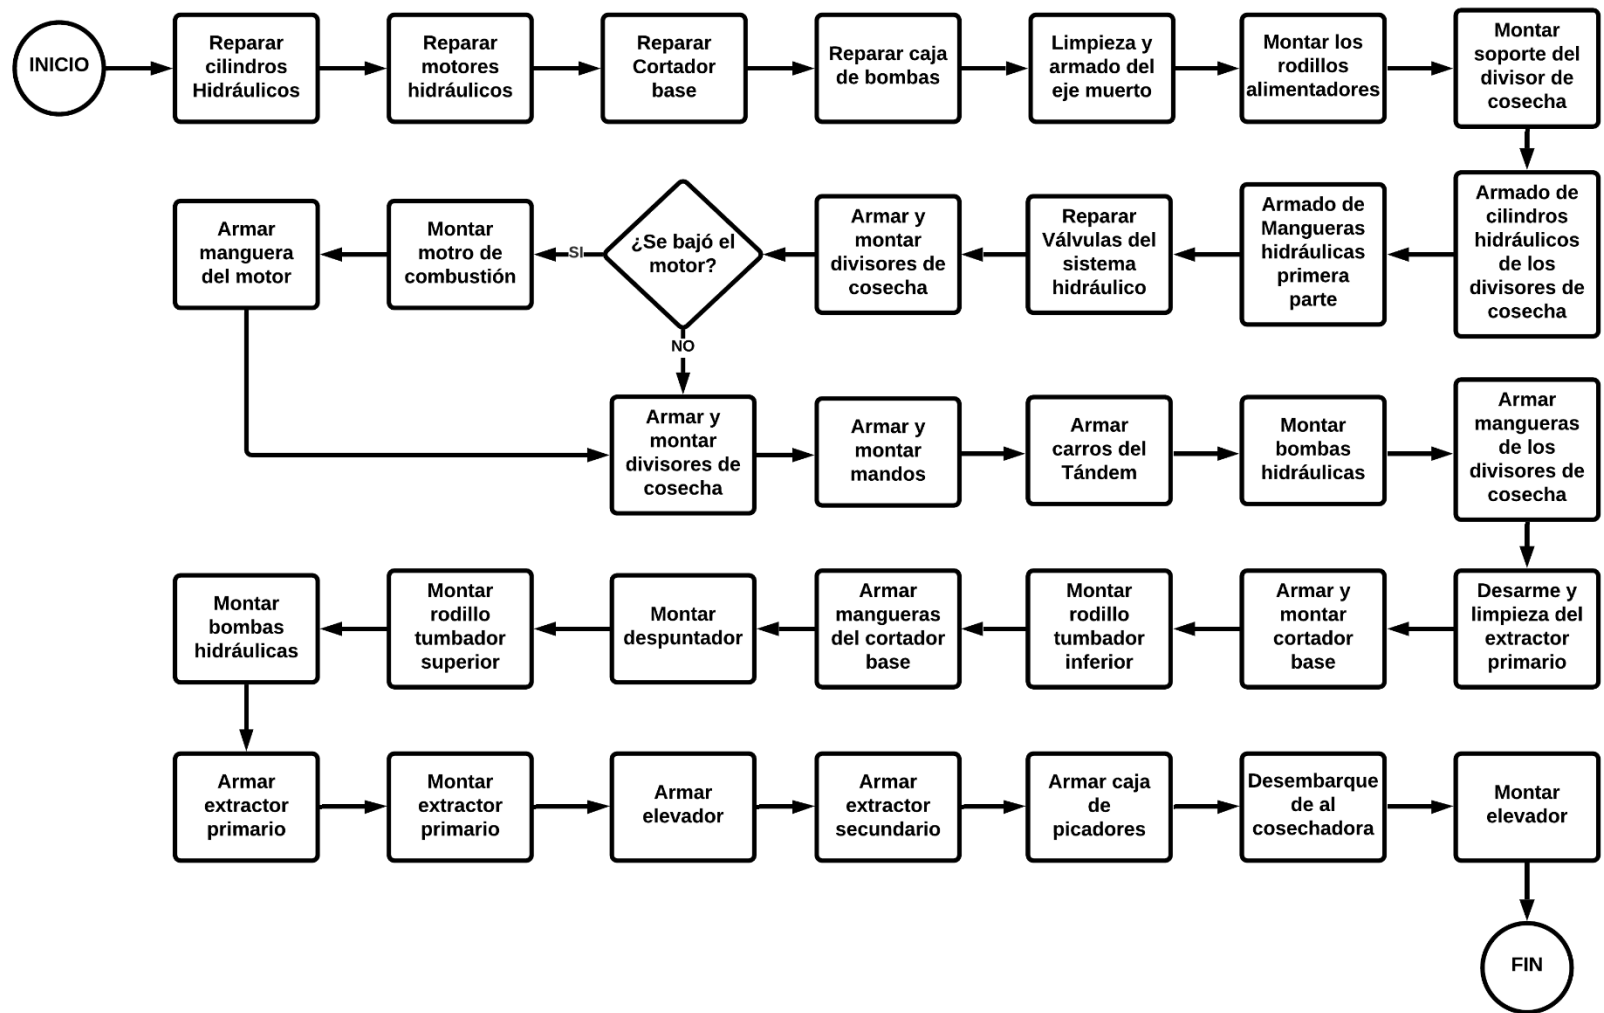 INICIO
Reparar
cilindros
Hidráulicos
Reparar
motores
hidráulicos
Reparar
Cortador
base
Reparar caja
de bombas
Limpieza y
armado del
eje muerto
Montar los
rodillos
alimentadores
Montar
soporte del
divisor de
cosecha
Armado de
cilindros
hidráulicos
de los
divisores de
cosecha
Armado de
Mangueras
hidráulicas
primera
parte
Reparar
Válvulas del
sistema
hidráulico
Armar y
montar
divisores de
cosecha
¿Se bajó el
motor?
SI
Montar
motro de
combustión
Armar
manguera
del motor
NO
Armar y
montar
divisores de
cosecha
Armar y
montar
mandos
Armar
carros del
Tándem
Montar
bombas
hidráulicas
Armar
mangueras
de los
divisores de
cosecha
Desarme y
limpieza del
extractor
primario
Armar y
montar
cortador
base
Montar
rodillo
tumbador
inferior
Armar
mangueras
del cortador
base
Montar
despuntador
Montar
rodillo
tumbador
superior
Montar
bombas
hidráulicas
Armar
extractor
primario
Montar
extractor
primario
Armar
elevador
Armar
extractor
secundario
Armar caja
de
picadores
Desembarque
de al
cosechadora
Montar
elevador
FIN